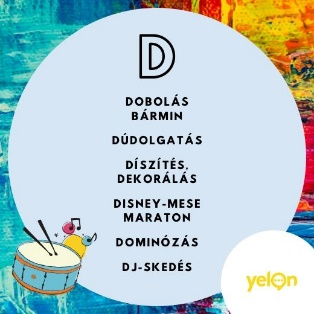 D
DOBOLÁS
BÁRMIN
DÚDOLGATÁS
DÍSZÍTÉS,
DEKORÁLÁS
DISNEY-MESE
MARATON
DOMINÓZÁS
DJ-SKEDÉS
yelon